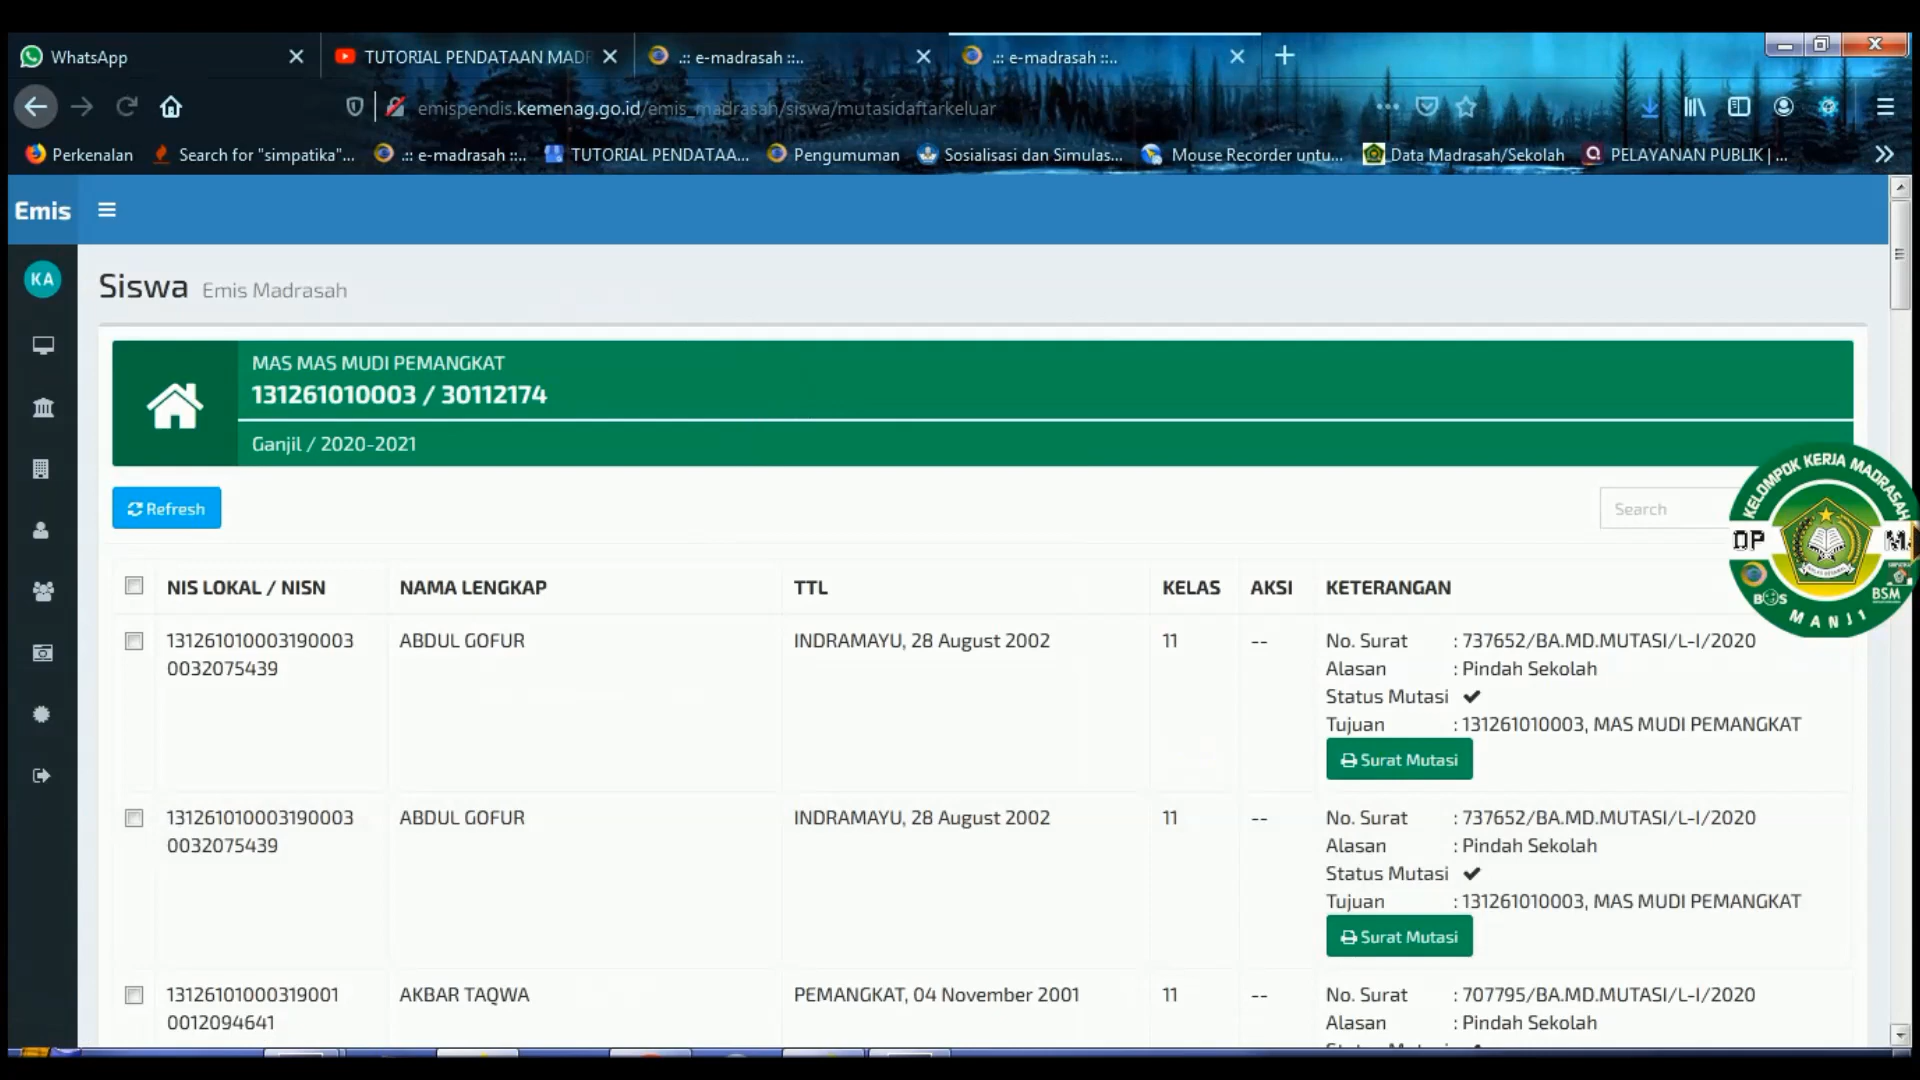 WhatsApp
TUTORIAL PENDATAAN MADR
.:: e-madrasah ::..
.:: e-madrasah ::..
emispendis.kemenag.go.id/emis_madrasah/siswa/mutasidaftarkeluar
Perkenalan
Search for "simpatika"...
.:: e-madrasah ::..
TUTORIAL PENDATAA...
Pengumuman
Sosialisasi dan Simulas...
Mouse Recorder untu...
Data Madrasah/Sekolah
PELAYANAN PUBLIK | ...
Emis
KA
Siswa Emis Madrasah
MAS MAS MUDI PEMANGKAT
131261010003 / 30112174
Ganjil / 2020-2021
Refresh
Search
KELOMPOK KERJA MADRASAH
OP
BOS
BSM
MAN 1
NIS LOKAL / NISN NAMA LENGKAP TTL KELAS AKSI KETERANGAN
131261010003190003 ABDUL GOFUR INDRAMAYU, 28 August 2002 11 -- No. Surat : 737652/BA.MD.MUTASI/L-I/2020
0032075439 Alasan : Pindah Sekolah
Status Mutasi ✔
Tujuan : 131261010003, MAS MUDI PEMANGKAT
Surat Mutasi
131261010003190003 ABDUL GOFUR INDRAMAYU, 28 August 2002 11 -- No. Surat : 737652/BA.MD.MUTASI/L-I/2020
0032075439 Alasan : Pindah Sekolah
Status Mutasi ✔
Tujuan : 131261010003, MAS MUDI PEMANGKAT
Surat Mutasi
13126101000319001 AKBAR TAQWA PEMANGKAT, 04 November 2001 11 -- No. Surat : 707795/BA.MD.MUTASI/L-I/2020
0012094641 Alasan : Pindah Sekolah